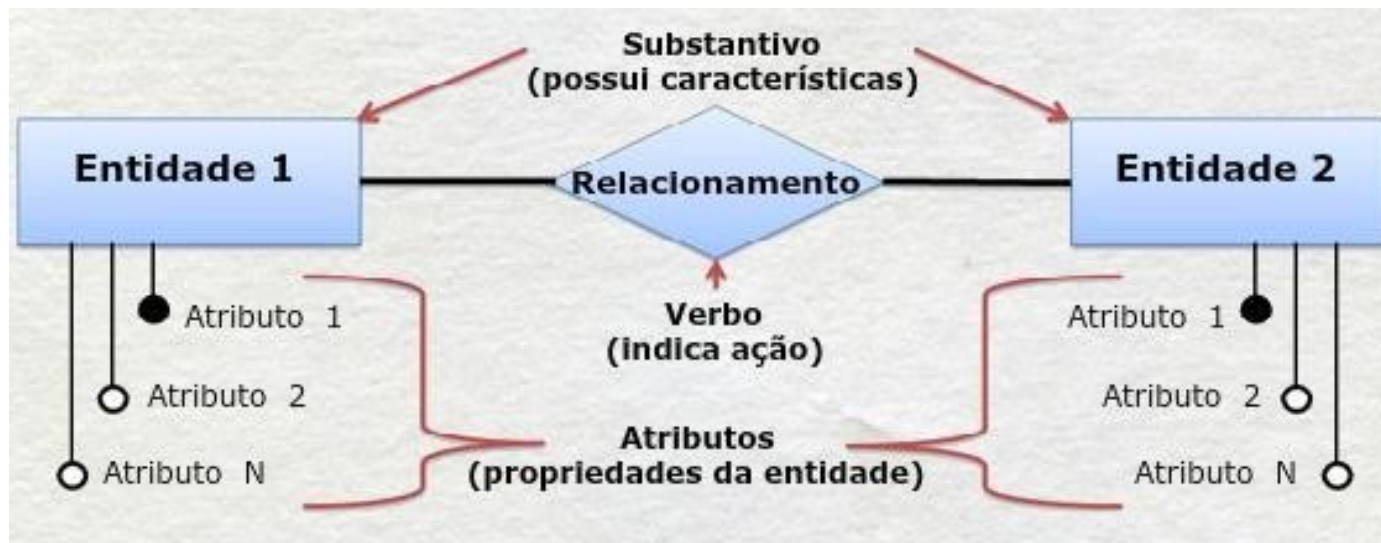 Substantivo
(possui características)
Entidade 1
Relacionamento
Entidade 2
Atributo 1
Atributo 2
Atributo N
Verbo
(indica ação)
Atributos
(propriedades da entidade)
Atributo 1
Atributo 2
Atributo N